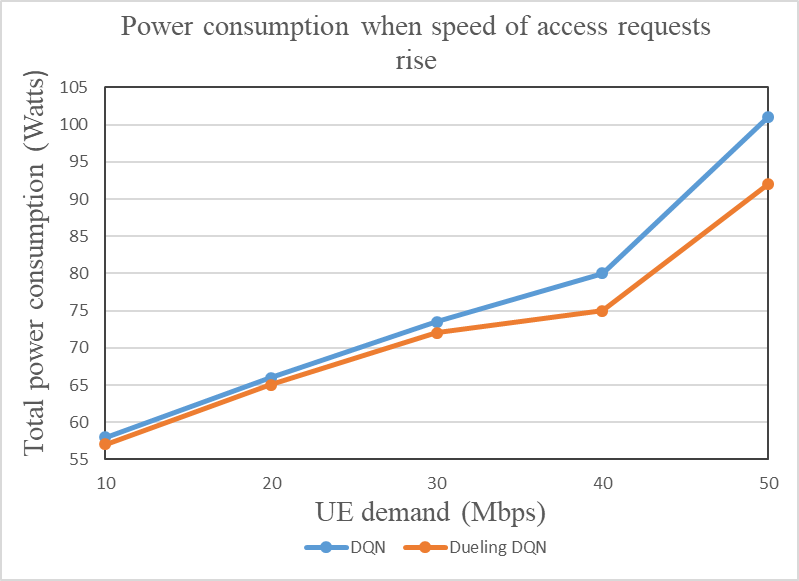 Power consumption when speed of access requests
rise
Total power consumption (Watts)
105
100
95
90
85
80
75
70
65
60
55
10 20 30 40 50
UE demand (Mbps)
DQN Dueling DQN